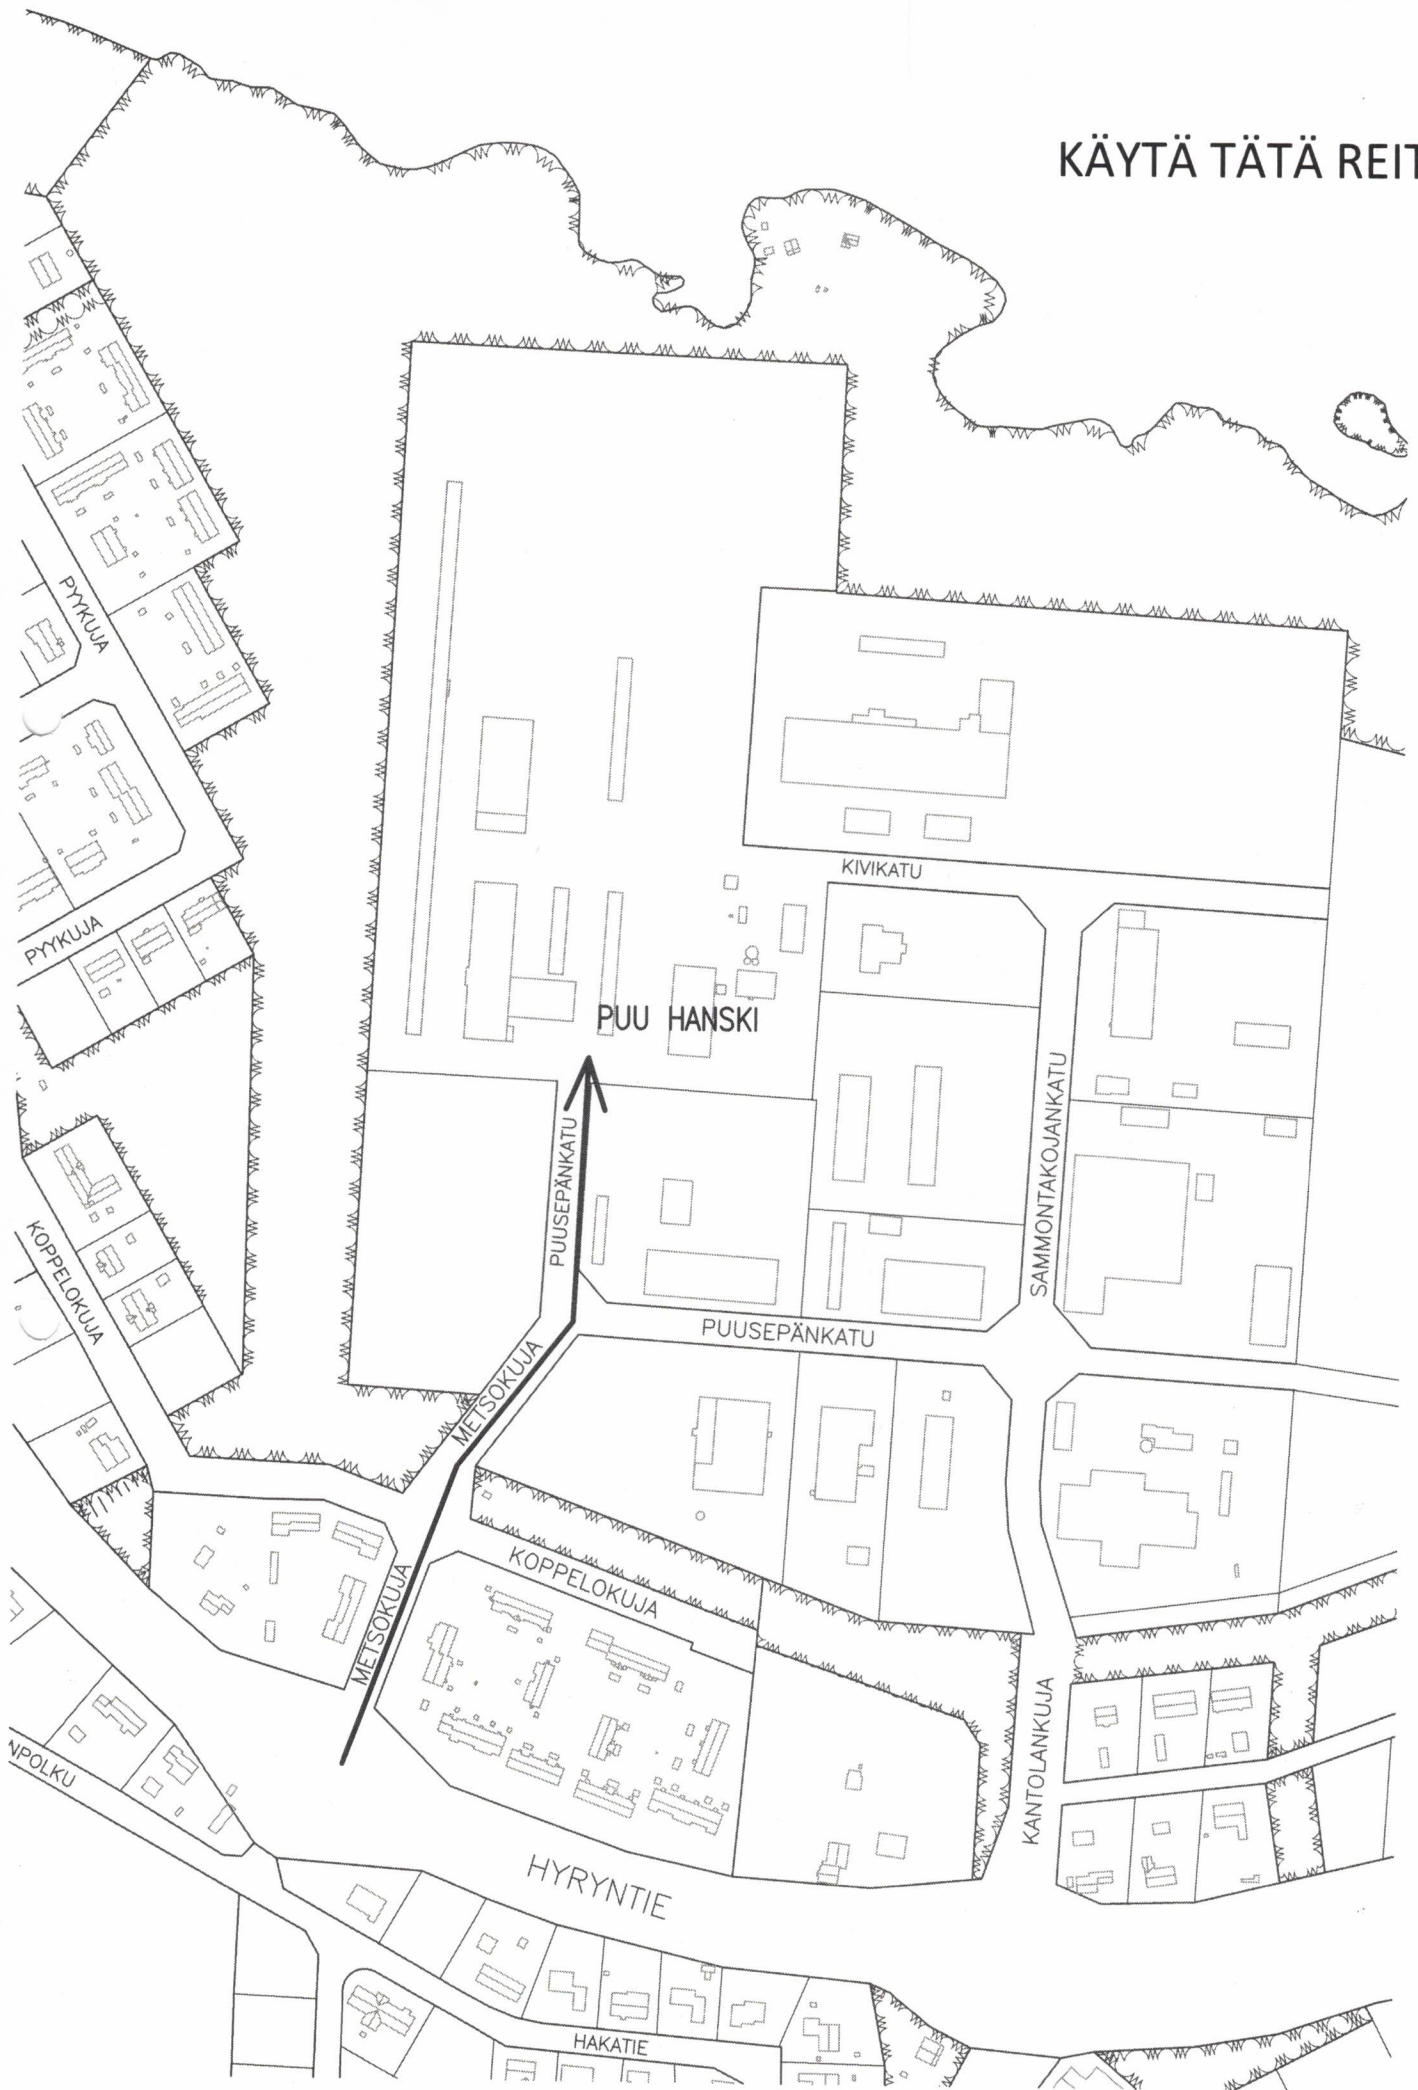 KÄYTÄ TÄTÄ REIT
PYYKUJA
KIVIKATU
PYYKUJA
PUU HANSKI
SAMMONTAKOJANKATU
PUUSEPÄNKATU
KOPPELOKUJA
PUUSEPÄNKATU
METSOKUJA
KOPPELOKUJA
METSOKUJA
KANTOLANKUJA
NPOLKU
HYRYNTIE
HAKATIE